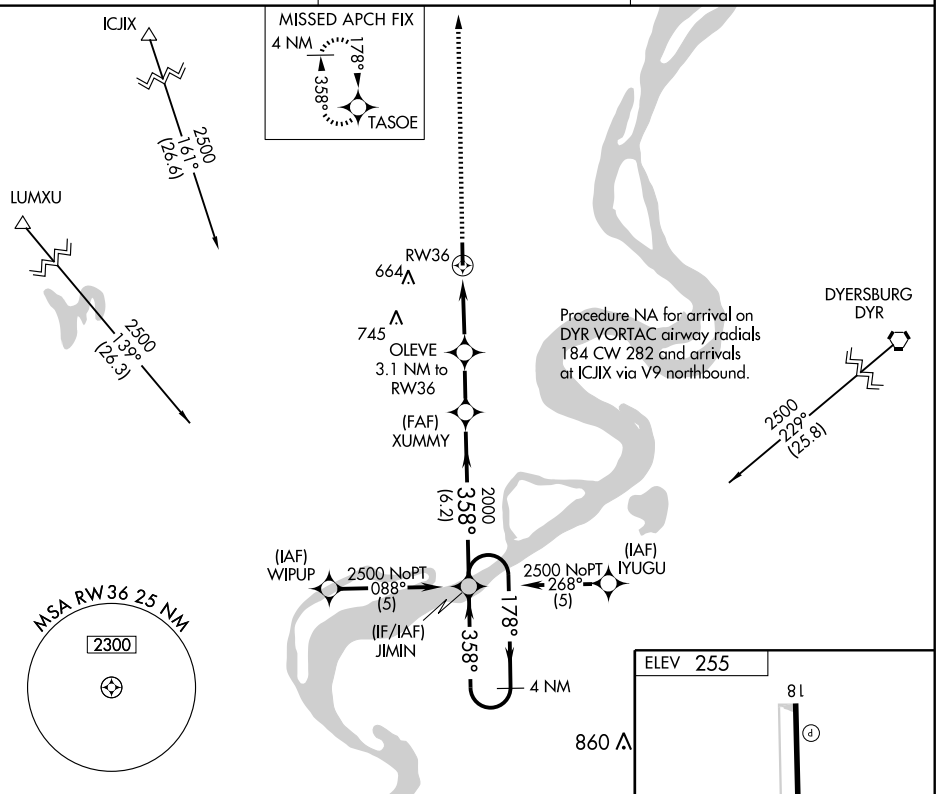 ICJIX
2500
161°
(26.6)
MISSED APCH FIX
4 NM
178°
358°
TASOE
LUMXU
2500
139°
(26.3)
RW36
664
745
OLEVE
3.1 NM to
RW36
(FAF)
XUMMY
Procedure NA for arrival on
DYR VORTAC airway radials
184 CW 282 and arrivals
at ICJIX via V9 northbound.
DYERSBURG
DYR
2500
229°
(25.8)
2000
358°
(6.2)
(IAF)
WIPUP
2500 NoPT
088°
(5)
(IF/IAF)
JIMIN
2500 NoPT
268°
(5)
(IAF)
IYUGU
178°
358°
4 NM
MSA RW 36 25 NM
2300
860
ELEV 255
18
P